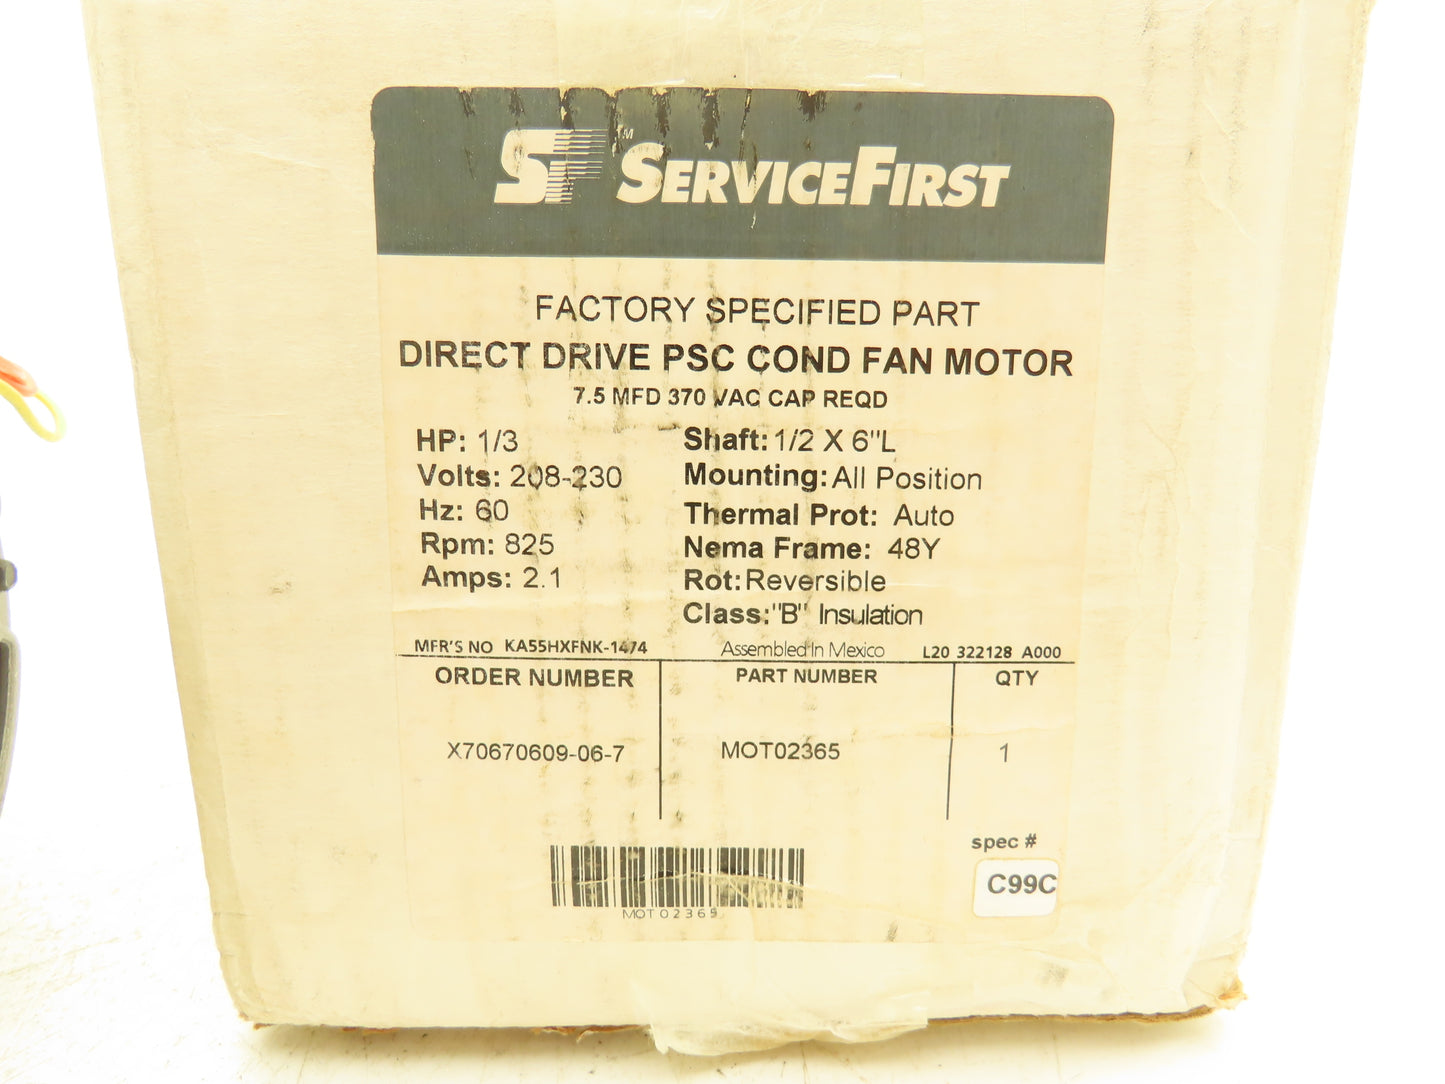 SF™ SERVICEFIRST
FACTORY SPECIFIED PART
DIRECT DRIVE PSC COND FAN MOTOR
7.5 MFD 370 VAC CAP REQD
HP: 1/3 Shaft: 1/2 X 6"L
Volts: 208-230 Mounting: All Position
Hz: 60 Thermal Prot: Auto
Rpm: 825 Nema Frame: 48Y
Amps: 2.1 Rot: Reversible
Class: "B" Insulation
MFR'S NO KA55HXFNK-1474 Assembled In Mexico L20 322128 A000
ORDER NUMBER PART NUMBER QTY
X70670609-06-7 MOT02365 1
spec #
C99C
MOT02365